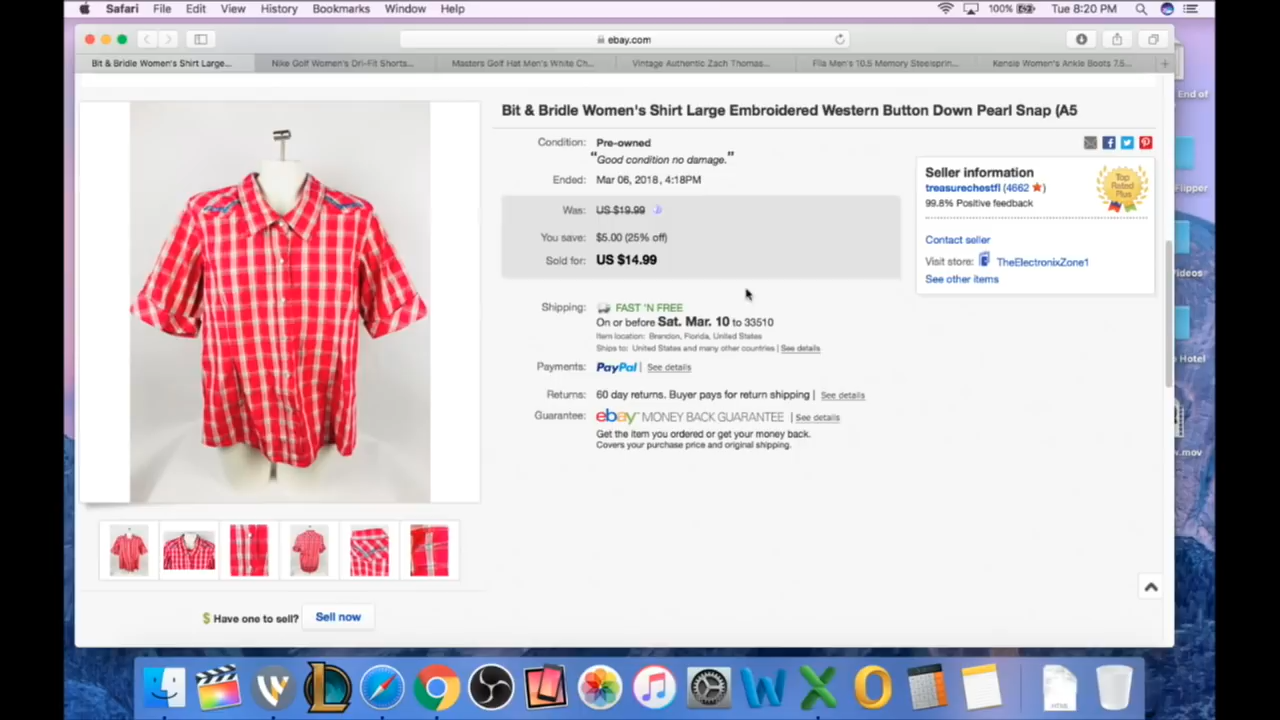 Safari File Edit View History Bookmarks Window Help 100% Tue 8:20 PM
ebay.com
Bit & Bridle Women's Shirt Large... Nike Golf Women's Dri-Fit Shorts... Masters Golf Hat Men's White Ch... Vintage Authentic Zach Thomas... Fila Men's 10.5 Memory Steelsprin... Kensie Women's Ankle Boots 7.5...
End of
Bit & Bridle Women's Shirt Large Embroidered Western Button Down Pearl Snap (A5
Condition: Pre-owned
"Good condition no damage."
Ended: Mar 06, 2018, 4:18PM
Was: US $19.99
You save: $5.00 (25% off)
Sold for: US $14.99
Shipping: FAST 'N FREE
On or before Sat. Mar. 10 to 33510
Item location: Brandon, Florida, United States
Ships to: United States and many other countries | See details
Payments: PayPal | See details
Returns: 60 day returns. Buyer pays for return shipping | See details
Guarantee: ebay MONEY BACK GUARANTEE | See details
Get the item you ordered or get your money back.
Covers your purchase price and original shipping.
Seller information
treasurechestfl (4662)
99.8% Positive feedback
Top
Rated
Plus
Contact seller
Visit store: TheElectronixZone1
See other items
Flipper
Hotel
$ Have one to sell? Sell now
HTML